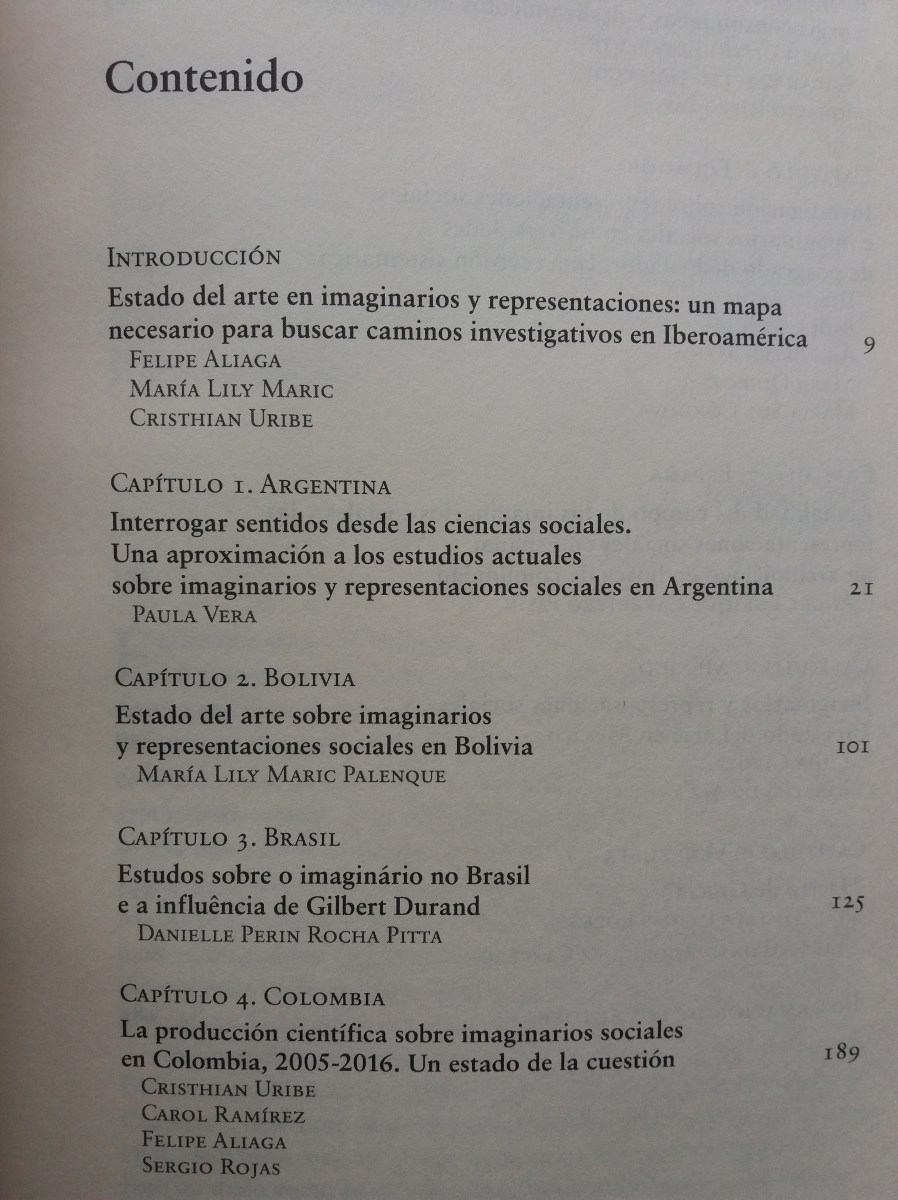 Contenido
Introducción
Estado del arte en imaginarios y representaciones: un mapa
necesario para buscar caminos investigativos en Iberoamérica 9
Felipe Aliaga
María Lily Maric
Cristhian Uribe
Capítulo 1. Argentina
Interrogar sentidos desde las ciencias sociales.
Una aproximación a los estudios actuales
sobre imaginarios y representaciones sociales en Argentina 21
Paula Vera
Capítulo 2. Bolivia
Estado del arte sobre imaginarios
y representaciones sociales en Bolivia 101
María Lily Maric Palenque
Capítulo 3. Brasil
Estudos sobre o imaginário no Brasil
e a influência de Gilbert Durand 125
Danielle Perin Rocha Pitta
Capítulo 4. Colombia
La producción científica sobre imaginarios sociales
en Colombia, 2005-2016. Un estado de la cuestión 189
Cristhian Uribe
Carol Ramírez
Felipe Aliaga
Sergio Rojas